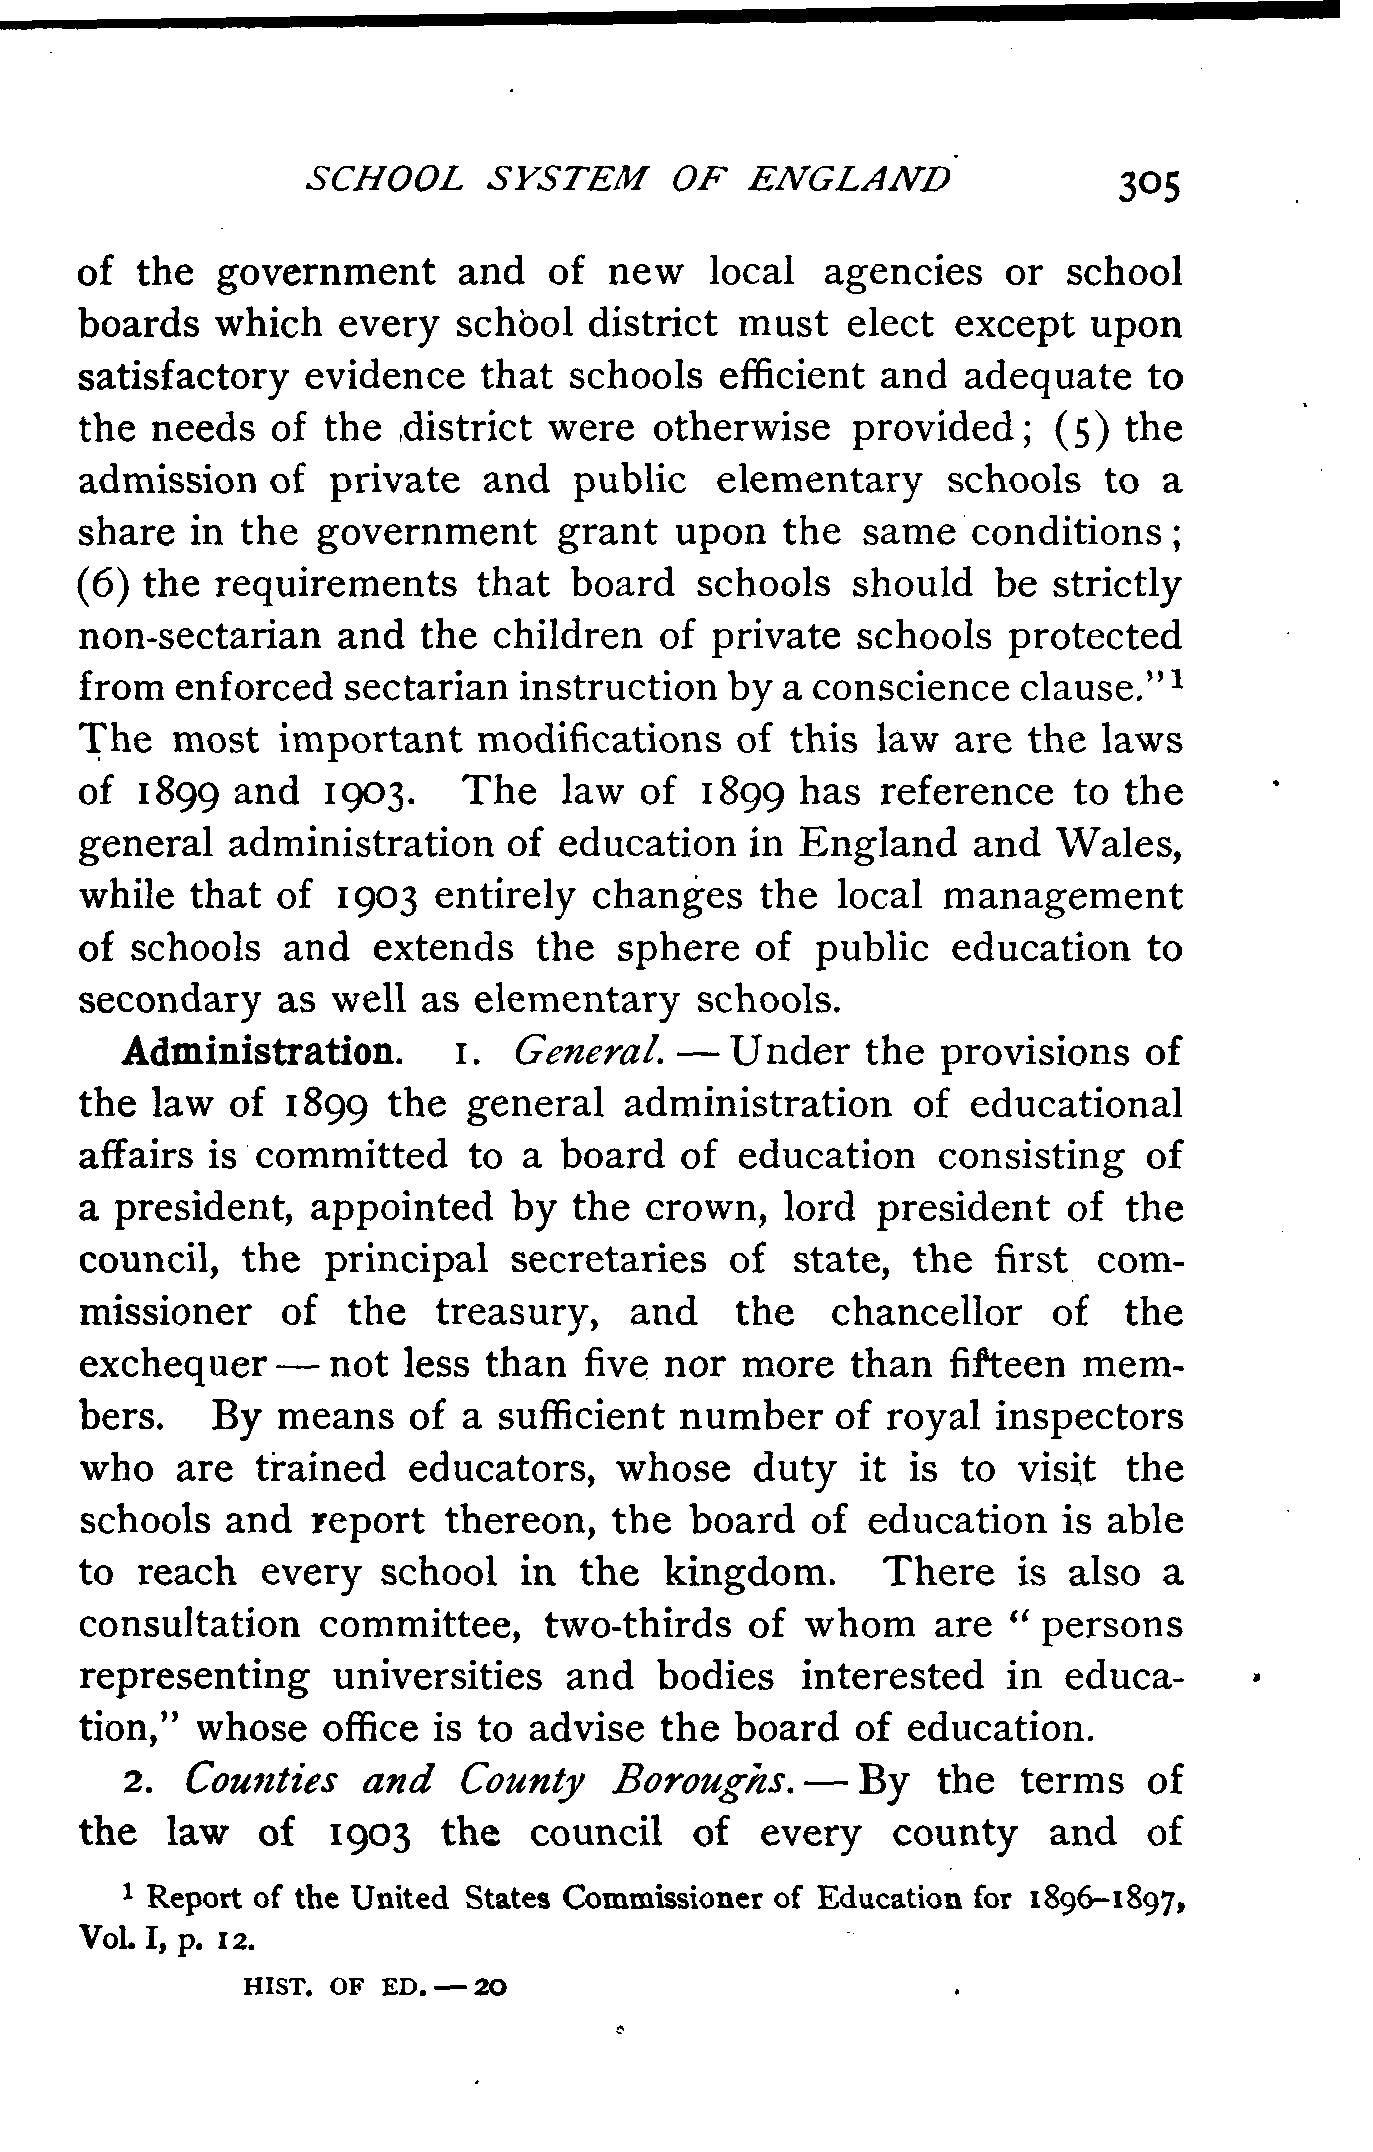 SCHOOL SYSTEM OF ENGLAND 305
of the government and of new local agencies or school
boards which every school district must elect except upon
satisfactory evidence that schools efficient and adequate to
the needs of the district were otherwise provided; (5) the
admission of private and public elementary schools to a
share in the government grant upon the same conditions;
(6) the requirements that board schools should be strictly
non-sectarian and the children of private schools protected
from enforced sectarian instruction by a conscience clause."¹
The most important modifications of this law are the laws
of 1899 and 1903. The law of 1899 has reference to the
general administration of education in England and Wales,
while that of 1903 entirely changes the local management
of schools and extends the sphere of public education to
secondary as well as elementary schools.
Administration. 1. General. — Under the provisions of
the law of 1899 the general administration of educational
affairs is committed to a board of education consisting of
a president, appointed by the crown, lord president of the
council, the principal secretaries of state, the first com-
missioner of the treasury, and the chancellor of the
exchequer — not less than five nor more than fifteen mem-
bers. By means of a sufficient number of royal inspectors
who are trained educators, whose duty it is to visit the
schools and report thereon, the board of education is able
to reach every school in the kingdom. There is also a
consultation committee, two-thirds of whom are "persons
representing universities and bodies interested in educa-
tion," whose office is to advise the board of education.
2. Counties and County Boroughs. — By the terms of
the law of 1903 the council of every county and of
¹ Report of the United States Commissioner of Education for 1896–1897,
Vol. I, p. 12.
HIST. OF ED. — 20